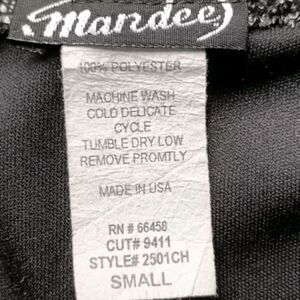 Mandee
100% POLYESTER
MACHINE WASH
COLD DELICATE
CYCLE
TUMBLE DRY LOW
REMOVE PROMTLY
MADE IN USA
RN # 66458
CUT# 9411
STYLE# 2501CH
SMALL